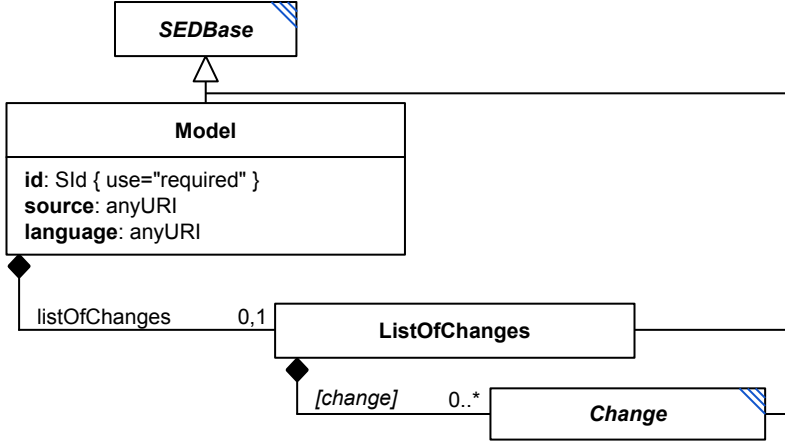 SEDBase
Model
id: SId { use="required" }
source: anyURI
language: anyURI
listOfChanges 0,1
ListOfChanges
[change] 0..*
Change